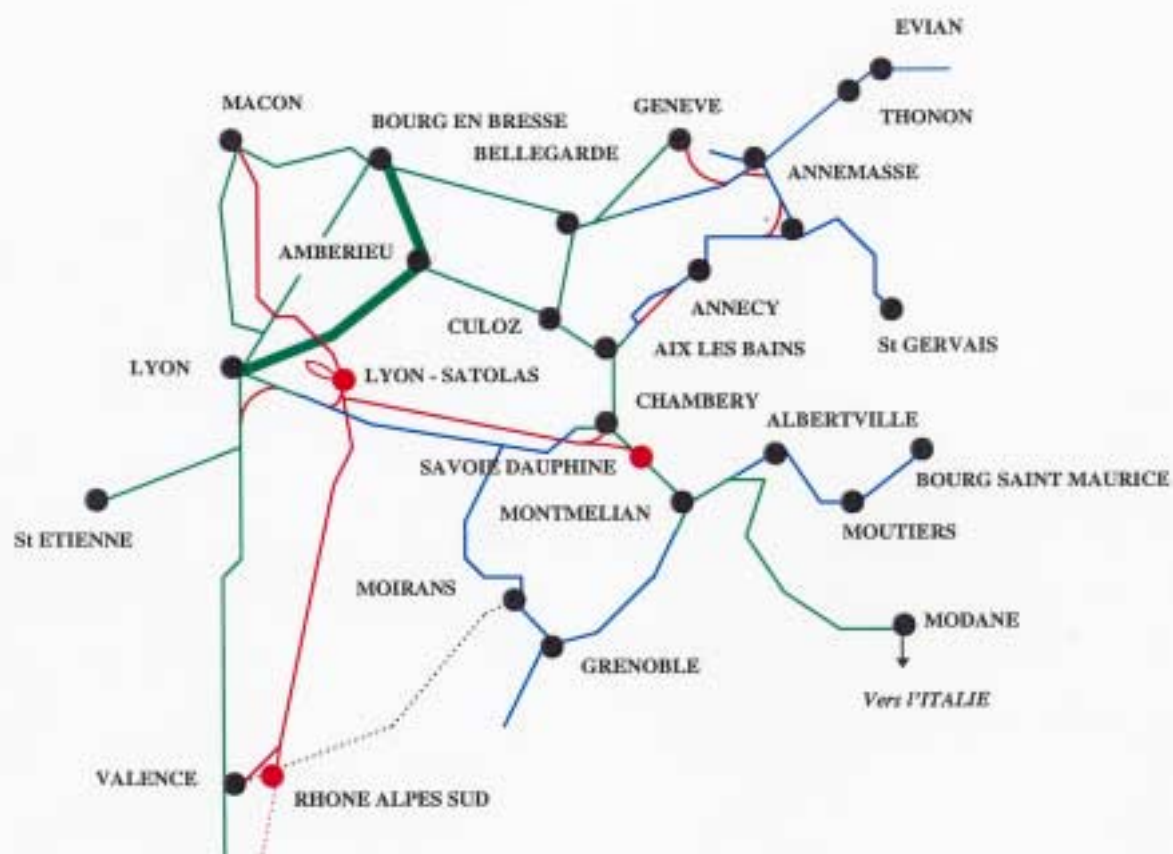 EVIAN
MACON
GENEVE
THONON
BOURG EN BRESSE
BELLEGARDE
ANNEMASSE
AMBERIEU
ANNECY
CULOZ
AIX LES BAINS
St GERVAIS
LYON
LYON - SATOLAS
CHAMBERY
ALBERTVILLE
SAVOIE DAUPHINE
BOURG SAINT MAURICE
MONTMELIAN
MOUTIERS
St ETIENNE
MOIRANS
MODANE
GRENOBLE
Vers l'ITALIE
VALENCE
RHONE ALPES SUD